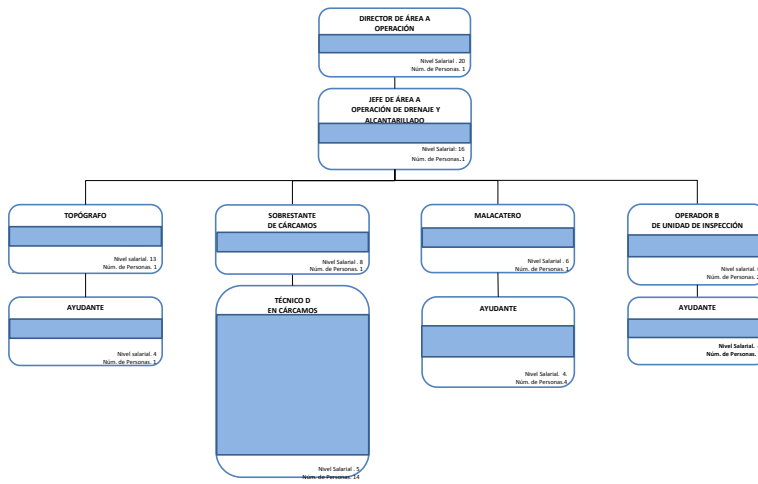 DIRECTOR DE ÁREA A
OPERACIÓN
Nivel Salarial . 20
Núm. de Personas. 1
JEFE DE ÁREA A
OPERACIÓN DE DRENAJE Y
ALCANTARILLADO
Nivel Salarial: 16
Núm. de Personas.1
TOPÓGRAFO
Nivel salarial. 13
Núm. de Personas. 1
SOBRESTANTE
DE CÁRCAMOS
Nivel Salarial . 8
Núm. de Personas. 1
MALACATERO
Nivel Salarial . 6
Núm. de Personas. 1
OPERADOR B
DE UNIDAD DE INSPECCIÓN
Nivel salarial.
Núm. de Personas.
AYUDANTE
Nivel salarial. 4
Núm. de Personas. 1
TÉCNICO D
EN CÁRCAMOS
Nivel Salarial . 5
Núm. de Personas. 14
AYUDANTE
Nivel Salarial. 4.
Núm. de Personas.4
AYUDANTE
Nivel Salarial.
Núm. de Personas.